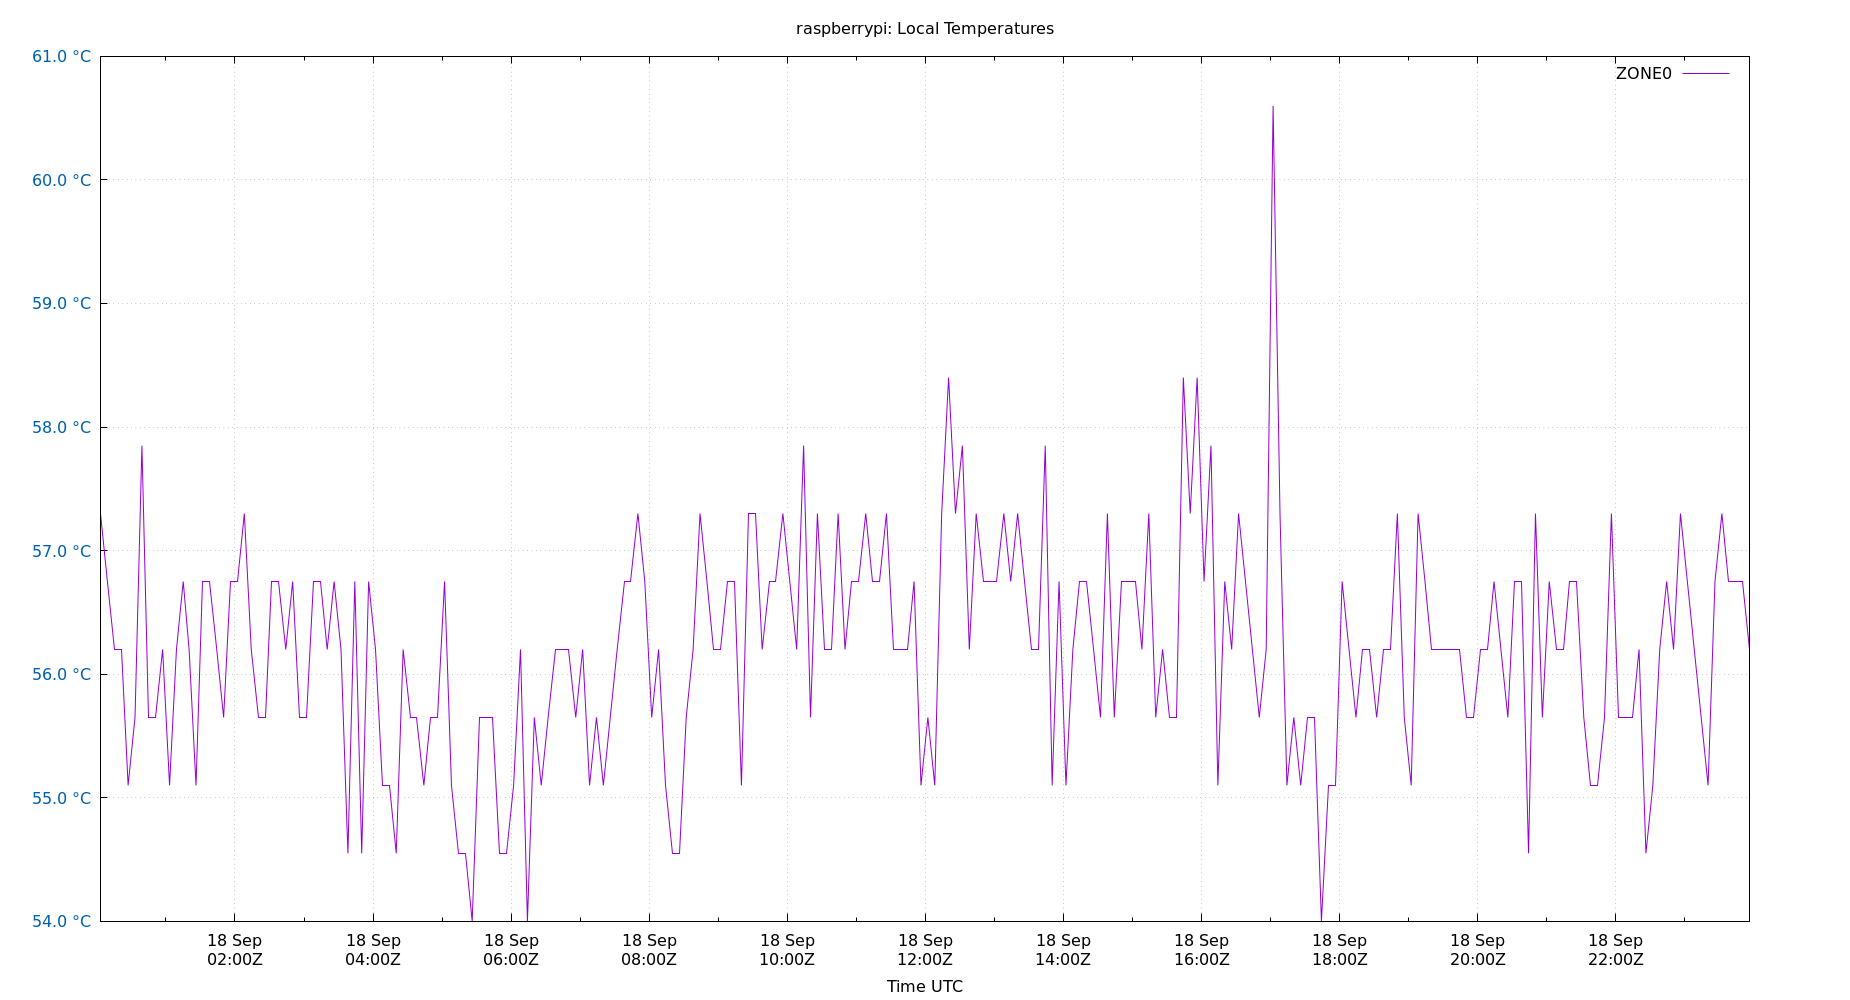 raspberrypi: Local Temperatures
61.0 °C
ZONE0
60.0 °C
59.0 °C
58.0 °C
57.0 °C
56.0 °C
55.0 °C
54.0 °C
18 Sep 18 Sep 18 Sep 18 Sep 18 Sep 18 Sep 18 Sep 18 Sep 18 Sep 18 Sep 18 Sep
02:00Z 04:00Z 06:00Z 08:00Z 10:00Z 12:00Z 14:00Z 16:00Z 18:00Z 20:00Z 22:00Z
Time UTC